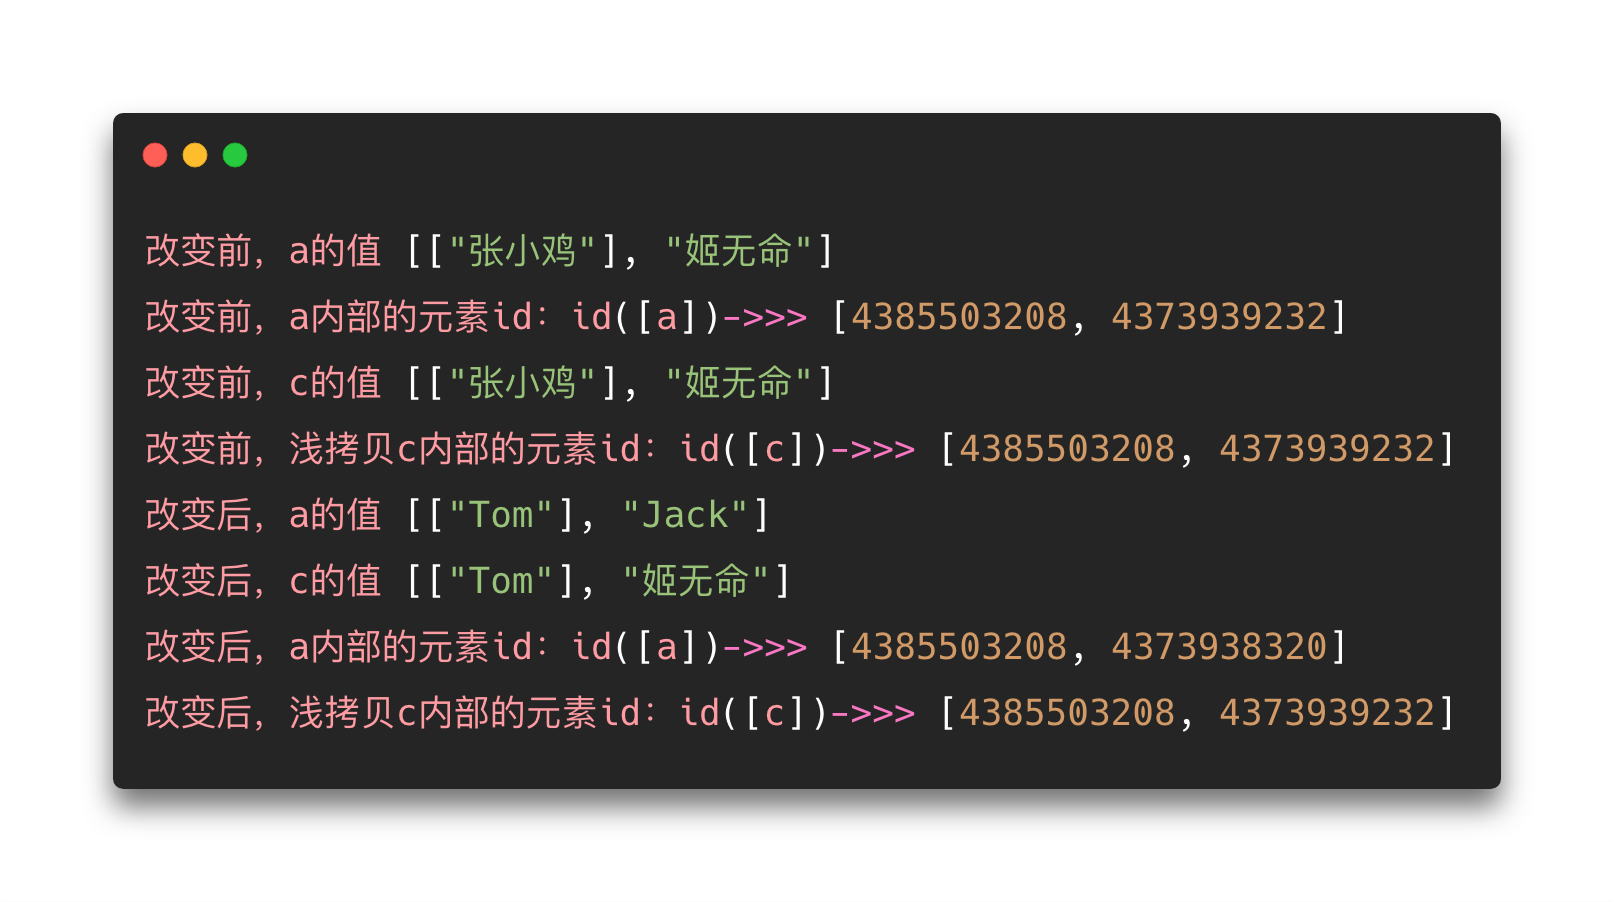 改变前，a的值 [["张小鸡"], "姬无命"]
改变前，a内部的元素id：id([a])->>> [4385503208, 4373939232]
改变前，c的值 [["张小鸡"], "姬无命"]
改变前，浅拷贝c内部的元素id：id([c])->>> [4385503208, 4373939232]
改变后，a的值 [["Tom"], "Jack"]
改变后，c的值 [["Tom"], "姬无命"]
改变后，a内部的元素id：id([a])->>> [4385503208, 4373938320]
改变后，浅拷贝c内部的元素id：id([c])->>> [4385503208, 4373939232]